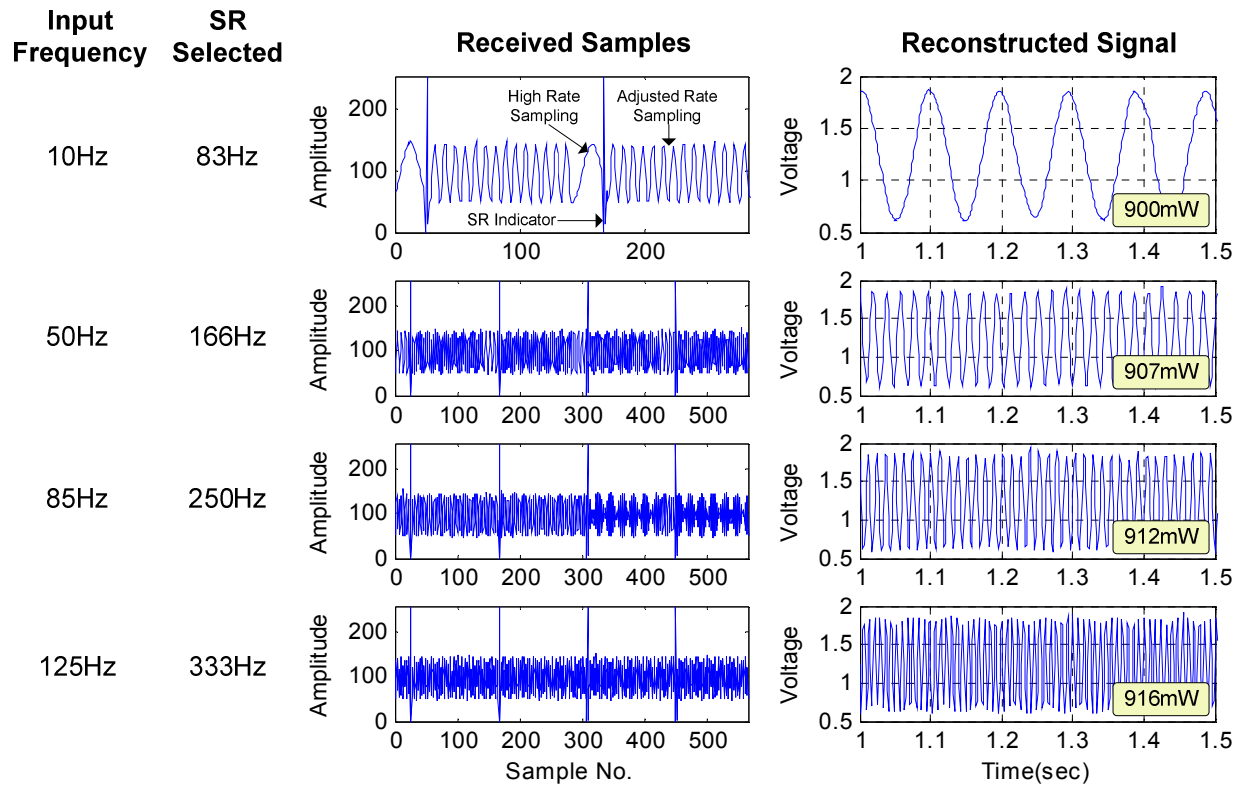 Input Frequency
SR Selected
Received Samples
Reconstructed Signal
10Hz
83Hz
Amplitude
200
100
0
High Rate Sampling
Adjusted Rate Sampling
SR Indicator
0 100 200
Voltage
2
1.5
1
0.5
900mW
1 1.1 1.2 1.3 1.4 1.5
50Hz
166Hz
Amplitude
200
100
0
0 100 200 300 400 500
Voltage
2
1.5
1
0.5
907mW
1 1.1 1.2 1.3 1.4 1.5
85Hz
250Hz
Amplitude
200
100
0
0 100 200 300 400 500
Voltage
2
1.5
1
0.5
912mW
1 1.1 1.2 1.3 1.4 1.5
125Hz
333Hz
Amplitude
200
100
0
0 100 200 300 400 500
Sample No.
Voltage
2
1.5
1
0.5
916mW
1 1.1 1.2 1.3 1.4 1.5
Time(sec)